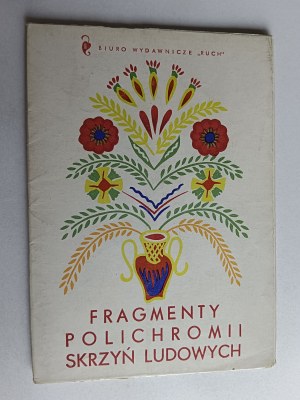 BIURO WYDAWNICZE „RUCH"
FRAGMENTY
POLICHROMII
SKRZYŃ LUDOWYCH